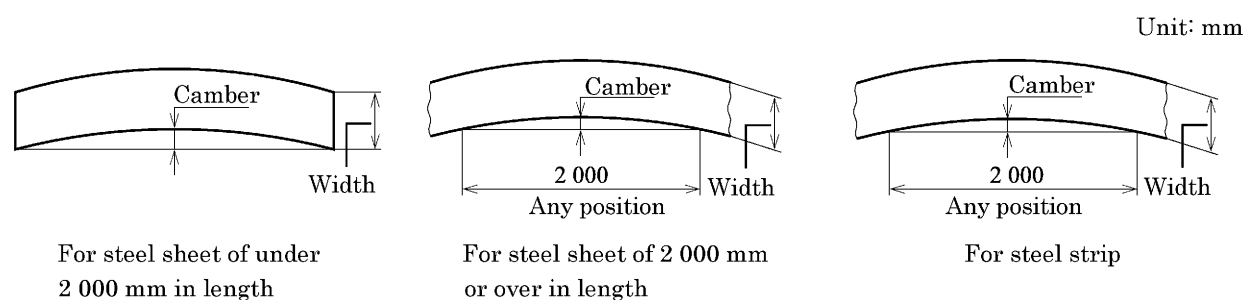 Unit: mm
Camber
Width
For steel sheet of under
2 000 mm in length
Camber
2 000
Width
Any position
For steel sheet of 2 000 mm
or over in length
Camber
2 000
Width
Any position
For steel strip